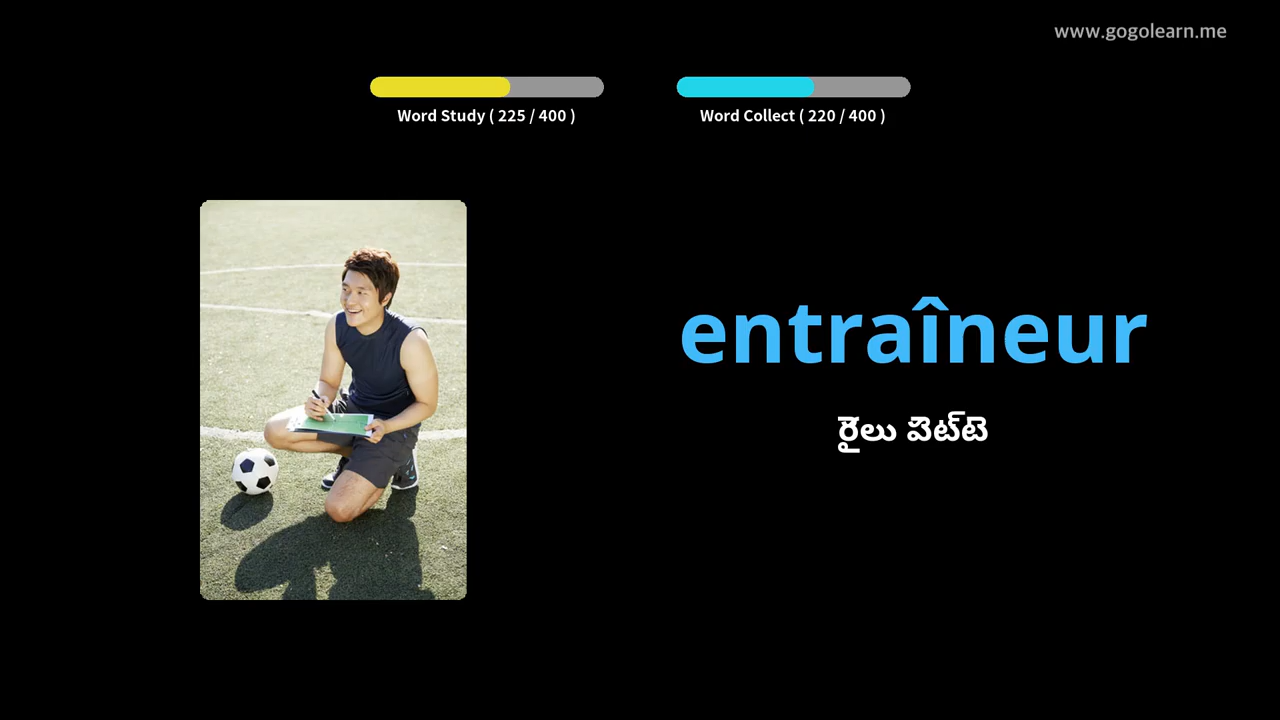 www.gogolearn.me
Word Study ( 225 / 400 )
Word Collect ( 220 / 400 )
entraîneur
రైలు పెట్టె